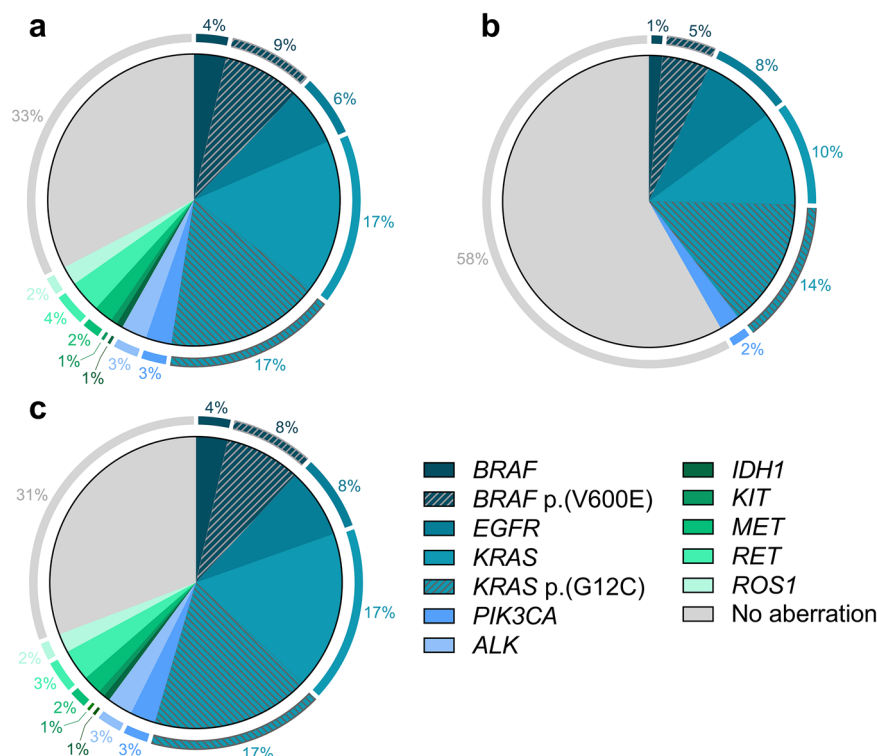 a
4%
9%
6%
17%
17%
3%
3%
1%
1%
2%
4%
2%
33%
b
1%
5%
8%
10%
14%
2%
58%
c
4%
8%
8%
17%
17%
3%
3%
1%
1%
2%
3%
2%
31%
BRAF
BRAF p.(V600E)
EGFR
KRAS
KRAS p.(G12C)
PIK3CA
ALK
IDH1
KIT
MET
RET
ROS1
No aberration